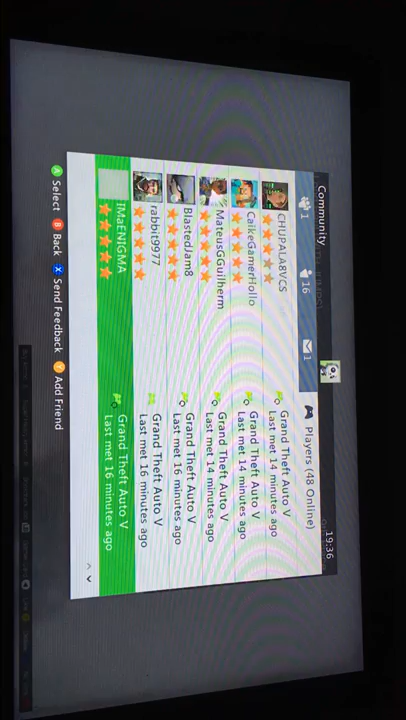 Community
19:36
1
16
1
Players (48 Online)
CHUPALA8VCS
Grand Theft Auto V
Last met 14 minutes ago
CaikeGamerHollo
Grand Theft Auto V
Last met 14 minutes ago
MateusGGuilherm
Grand Theft Auto V
Last met 14 minutes ago
BlastedJam8
Grand Theft Auto V
Last met 16 minutes ago
rabbit9977
Grand Theft Auto V
Last met 16 minutes ago
IMaENIGMA
Grand Theft Auto V
Last met 16 minutes ago
A Select B Back X Send Feedback Y Add Friend